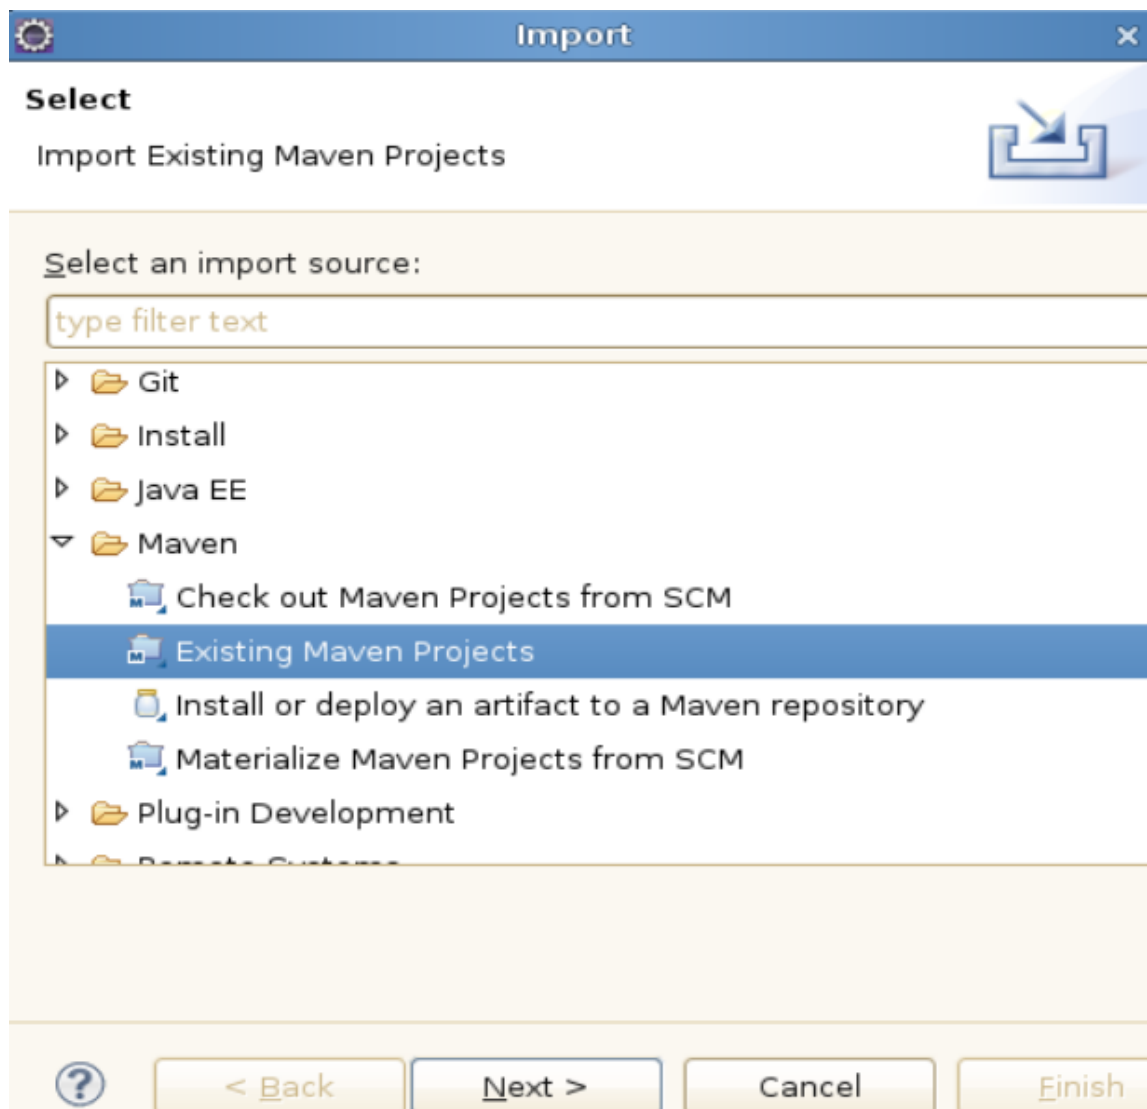 Import
Select
Import Existing Maven Projects
Select an import source:
type filter text
Git
Install
Java EE
Maven
Check out Maven Projects from SCM
Existing Maven Projects
Install or deploy an artifact to a Maven repository
Materialize Maven Projects from SCM
Plug-in Development
Remote Systems
? < Back Next > Cancel Finish